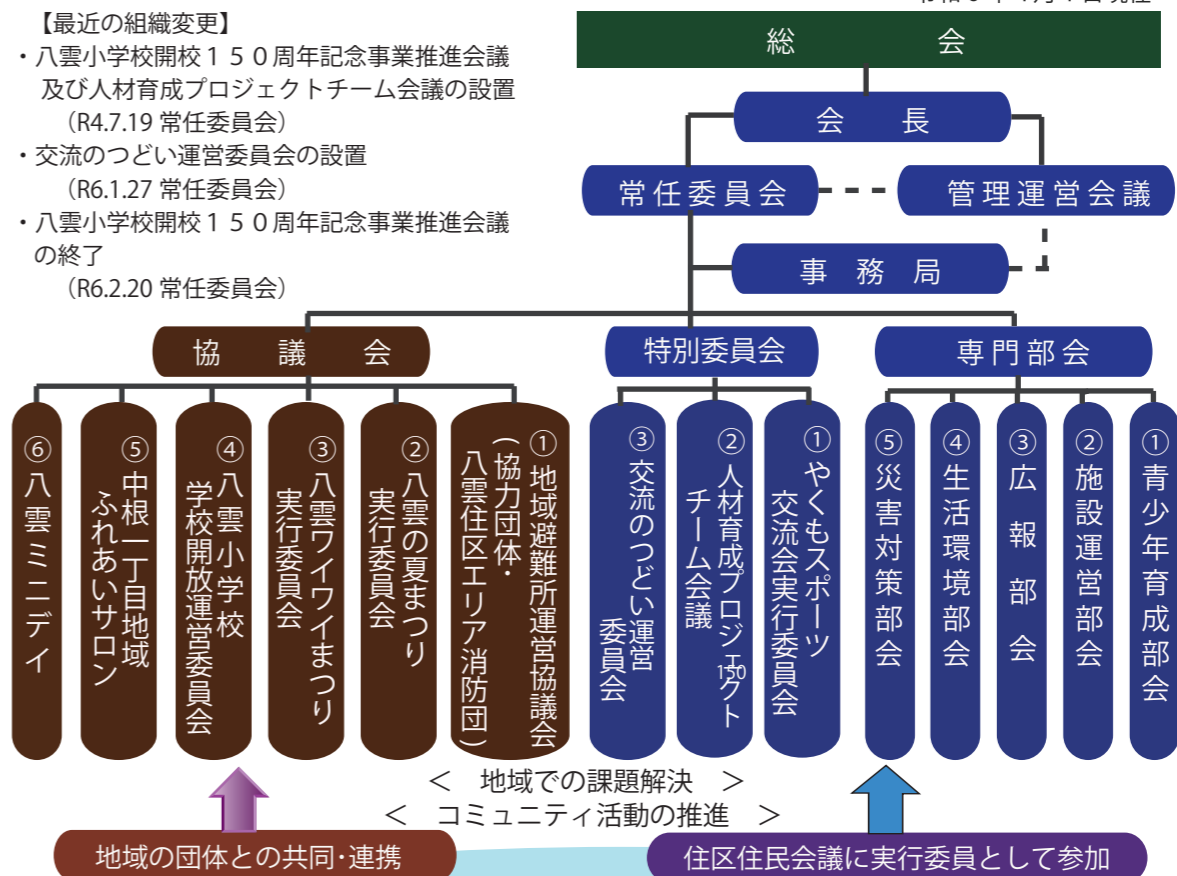 【最近の組織変更】
・八雲小学校開校１５０周年記念事業推進会議
及び人材育成プロジェクトチーム会議の設置
（R4.7.19 常任委員会）
・交流のつどい運営委員会の設置
（R6.1.27 常任委員会）
・八雲小学校開校１５０周年記念事業推進会議
の終了
（R6.2.20 常任委員会）
総会
会長
常任委員会
管理運営会議
事務局
協議会
特別委員会
専門部会
①青少年育成部会
②施設運営部会
③広報部会
④生活環境部会
⑤災害対策部会
①やくもスポーツ
交流会実行委員会
②人材育成プロジェクト
チーム会議
150
③交流のつどい運営
委員会
①地域避難所運営協議会
（協力団体・
八雲住区エリア消防団）
②八雲の夏まつり
実行委員会
③八雲ワイワイまつり
実行委員会
④八雲小学校
学校開放運営委員会
⑤中根一丁目地域
ふれあいサロン
⑥八雲ミニデイ
＜ 地域での課題解決 ＞
＜ コミュニティ活動の推進 ＞
地域の団体との共同・連携
住区住民会議に実行委員として参加